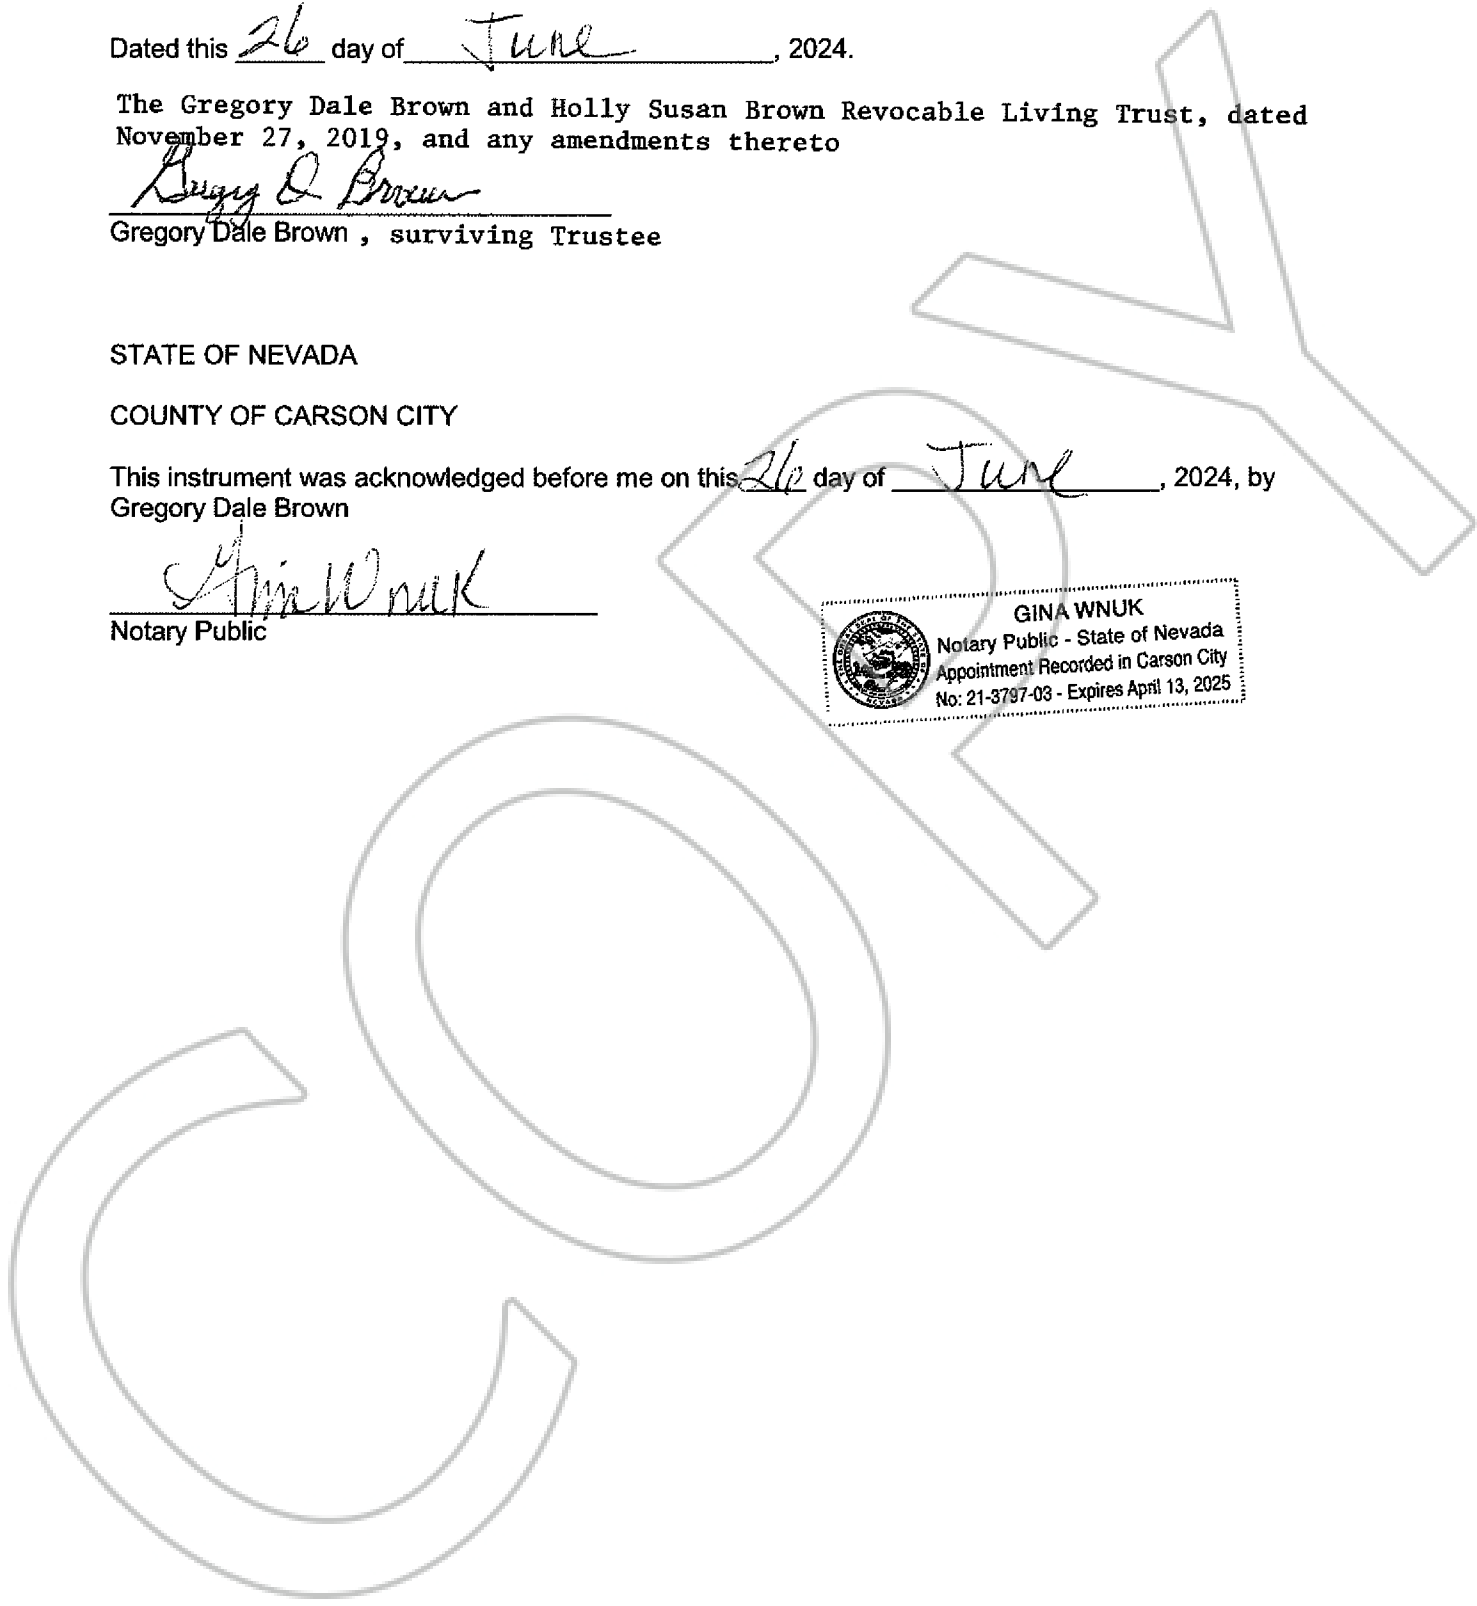 Dated this 26 day of June, 2024.
The Gregory Dale Brown and Holly Susan Brown Revocable Living Trust, dated
November 27, 2019, and any amendments thereto
Gregory D Brown
Gregory Dale Brown, surviving Trustee
STATE OF NEVADA
COUNTY OF CARSON CITY
This instrument was acknowledged before me on this 26 day of June, 2024, by
Gregory Dale Brown
Gina Wnuk
Notary Public
GINA WNUK
Notary Public - State of Nevada
Appointment Recorded in Carson City
No: 21-3797-03 - Expires April 13, 2025
COPY